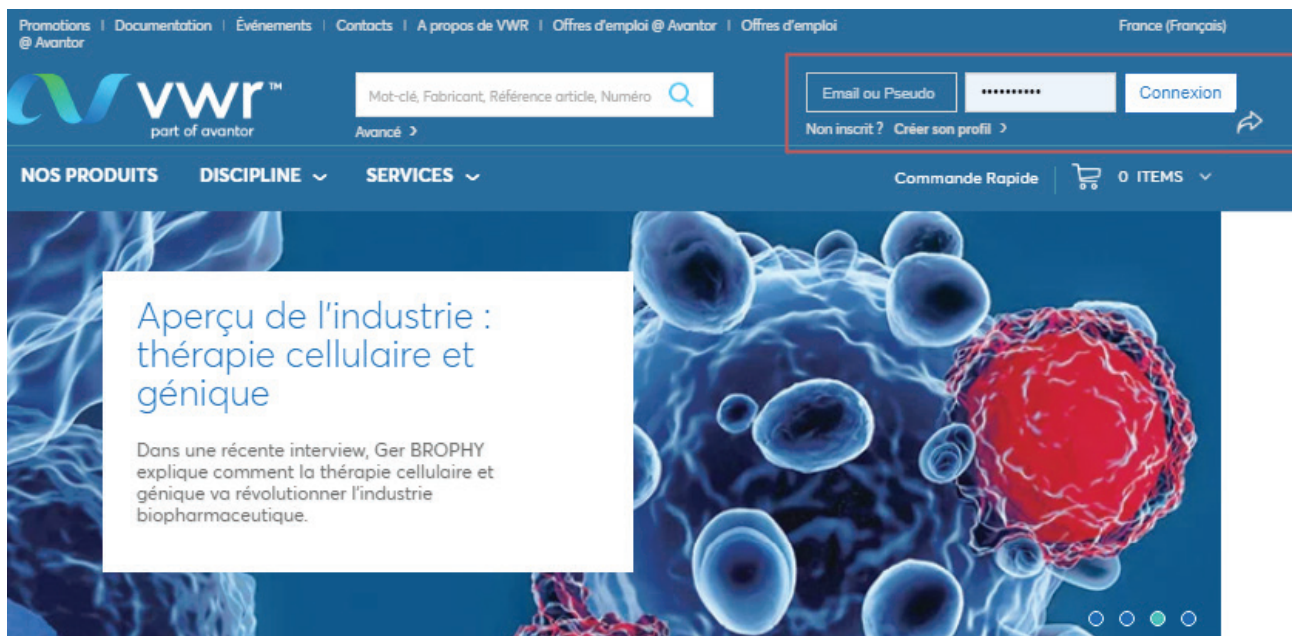 Promotions | Documentation | Événements | Contacts | A propos de VWR | Offres d'emploi @ Avantor | Offres d'emploi
@ Avantor
France (Français)
vwr™
part of avantor
Mot-clé, Fabricant, Référence article, Numéro
Avancé >
Email ou Pseudo
••••••••••
Connexion
Non inscrit ? Créer son profil >
NOS PRODUITS
DISCIPLINE
SERVICES
Commande Rapide
0 ITEMS
Aperçu de l'industrie :
thérapie cellulaire et
génique
Dans une récente interview, Ger BROPHY
explique comment la thérapie cellulaire et
génique va révolutionner l'industrie
biopharmaceutique.